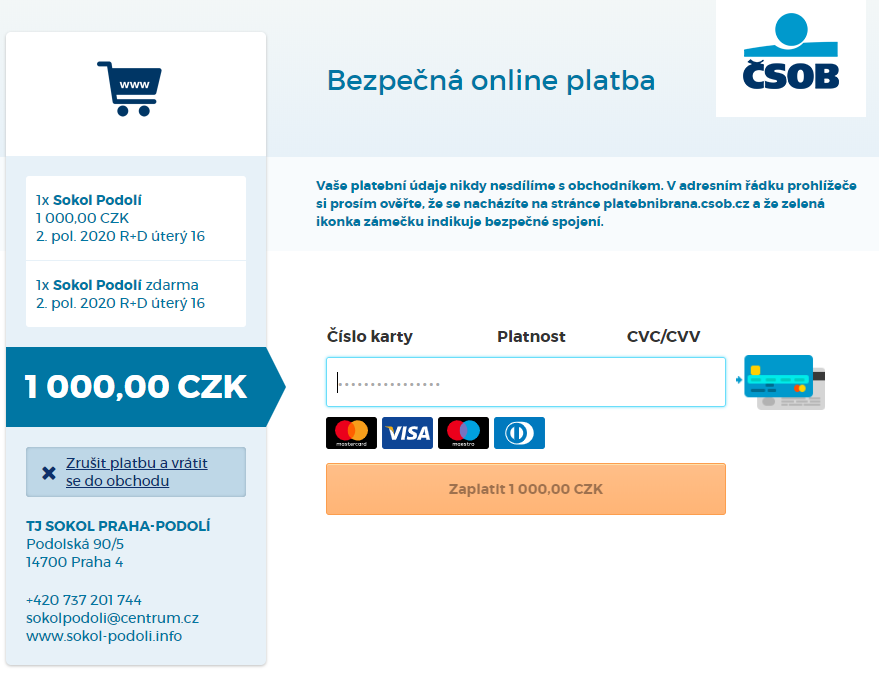 www
1x Sokol Podolí
1 000,00 CZK
2. pol. 2020 R+D úterý 16
1x Sokol Podolí zdarma
2. pol. 2020 R+D úterý 16
1 000,00 CZK
Zrušit platbu a vrátit
se do obchodu
TJ SOKOL PRAHA-PODOLÍ
Podolská 90/5
14700 Praha 4
+420 737 201 744
sokolpodoli@centrum.cz
www.sokol-podoli.info
Bezpečná online platba
ČSOB
Vaše platební údaje nikdy nesdílíme s obchodníkem. V adresním řádku prohlížeče
si prosím ověřte, že se nacházíte na stránce platebnibrana.csob.cz a že zelená
ikonka zámečku indikuje bezpečné spojení.
Číslo karty Platnost CVC/CVV
mastercard VISA maestro
Zaplatit 1 000,00 CZK